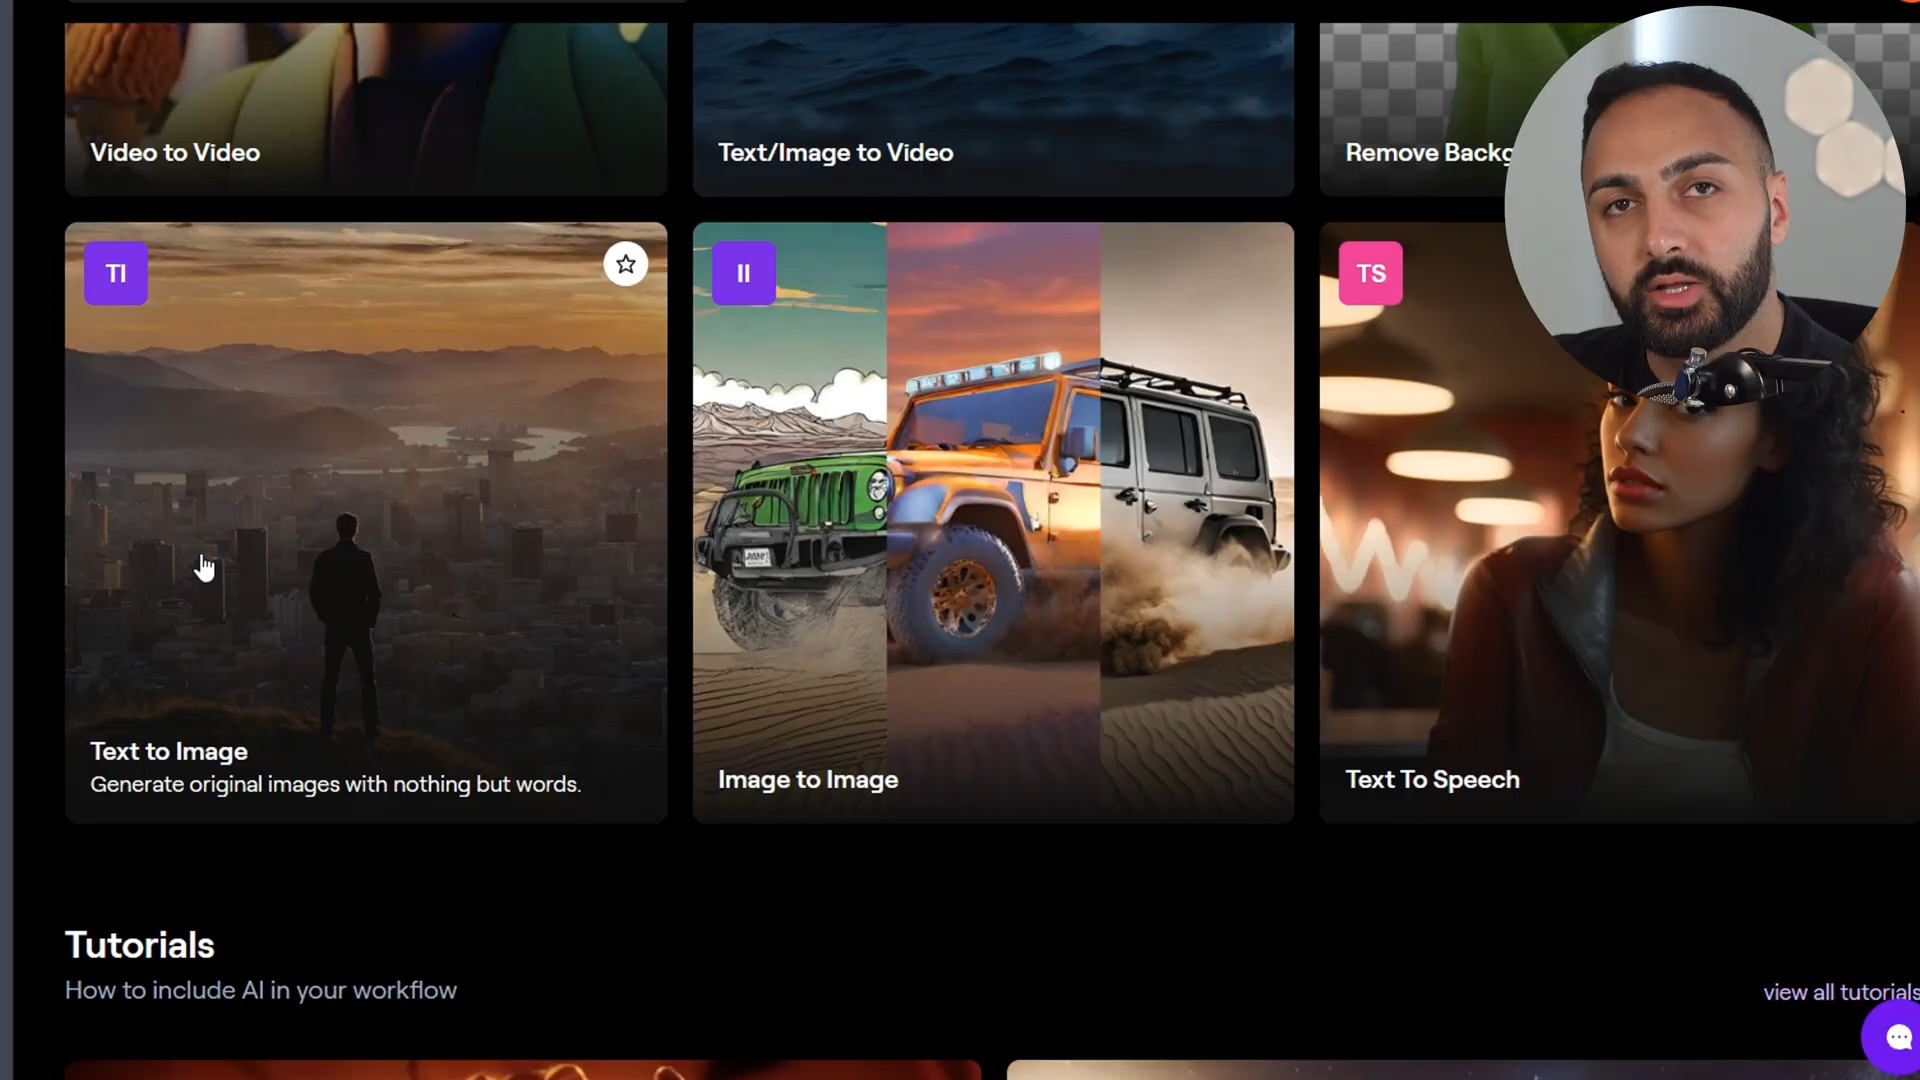 Video to Video
Text/Image to Video
Remove Backg
TI
II
TS
Text to Image
Generate original images with nothing but words.
Image to Image
Text To Speech
Tutorials
How to include AI in your workflow
view all tutorials